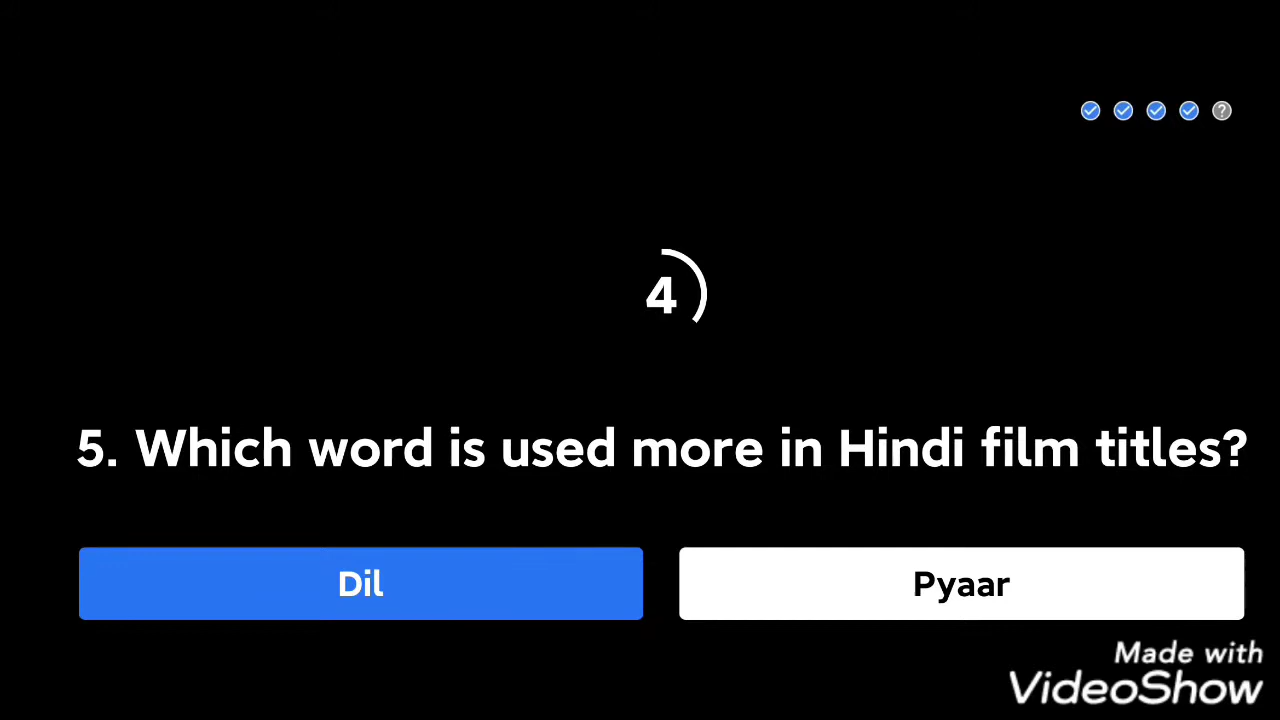 4
5. Which word is used more in Hindi film titles?
Dil
Pyaar
Made with
VideoShow